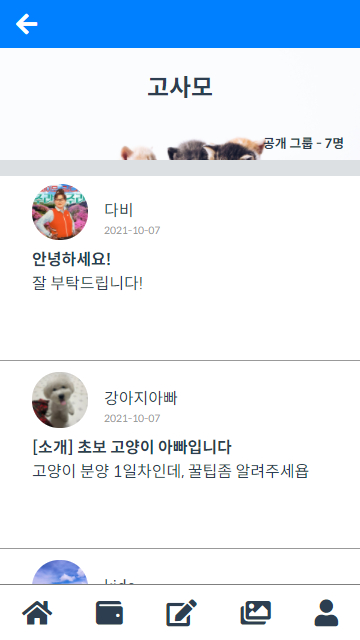 고사모
공개 그룹 - 7명
다비
2021-10-07
안녕하세요!
잘 부탁드립니다!
강아지아빠
2021-10-07
[소개] 초보 고양이 아빠입니다
고양이 분양 1일차인데, 꿀팁좀 알려주세욥